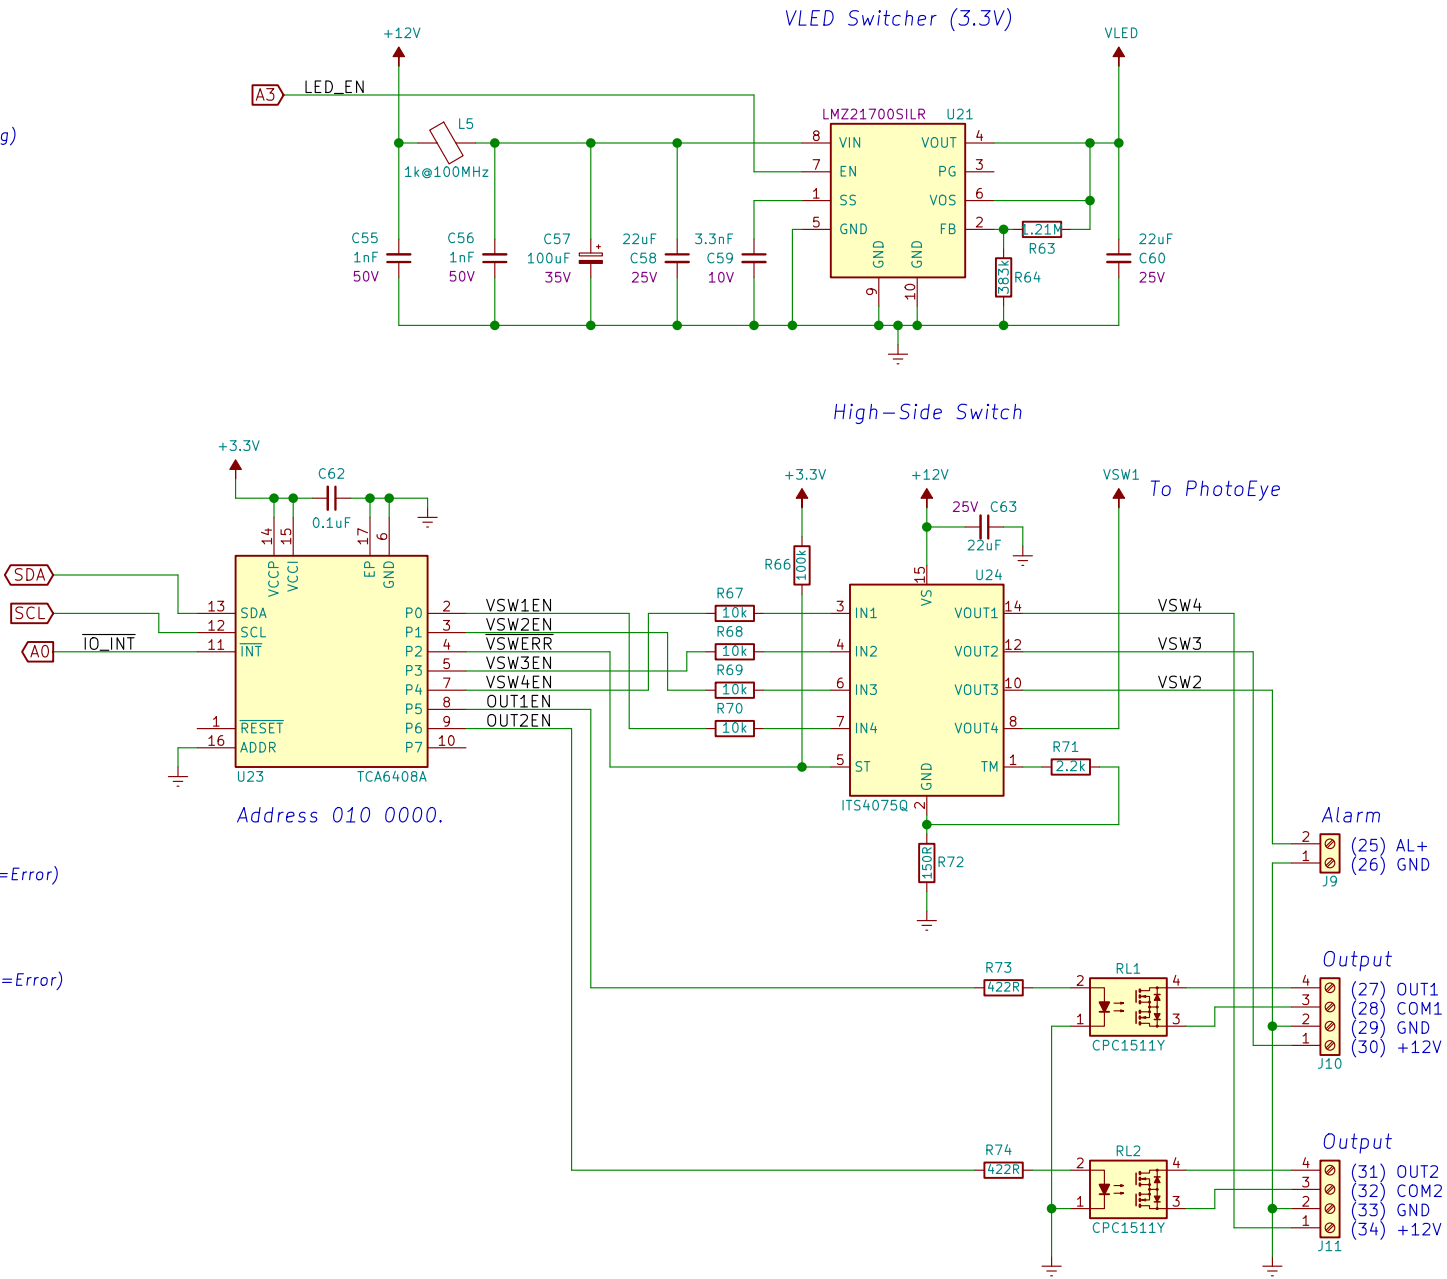 VLED Switcher (3.3V)
+12V
VLED
A3
LED_EN
g)
L5
1k@100MHz
LMZ21700SILR
U21
8
VIN
7
EN
1
SS
5
GND
VOUT
4
PG
3
VOS
6
FB
2
GND
9
GND
10
1.21M
R63
383k
R64
C55
1nF
50V
C56
1nF
50V
C57
100uF
35V
+
22uF
C58
25V
3.3nF
C59
10V
22uF
C60
25V
High-Side Switch
+3.3V
C62
0.1uF
14
VCCP
15
VCCI
17
EP
6
GND
SDA
SCL
A0
IO_INT
13
SDA
12
SCL
11
INT
1
RESET
16
ADDR
P0
2
VSW1EN
P1
3
VSW2EN
P2
4
VSWERR
P3
5
VSW3EN
P4
7
VSW4EN
P5
8
OUT1EN
P6
9
OUT2EN
P7
10
U23
TCA6408A
Address 010 0000.
+3.3V
+12V
VSW1
To PhotoEye
25V
C63
22uF
R66
100k
U24
15
VS
R67
10k
R68
10k
R69
10k
R70
10k
3
IN1
4
IN2
6
IN3
7
IN4
5
ST
VOUT1
14
VSW4
VOUT2
12
VSW3
VOUT3
10
VSW2
VOUT4
8
TM
1
R71
2.2k
GND
2
ITS4075Q
150R
R72
=Error)
=Error)
Alarm
2
(25) AL+
1
(26) GND
J9
R73
422R
RL1
2
1
4
3
CPC1511Y
Output
4
(27) OUT1
3
(28) COM1
2
(29) GND
1
(30) +12V
J10
R74
422R
RL2
2
1
4
3
CPC1511Y
Output
4
(31) OUT2
3
(32) COM2
2
(33) GND
1
(34) +12V
J11